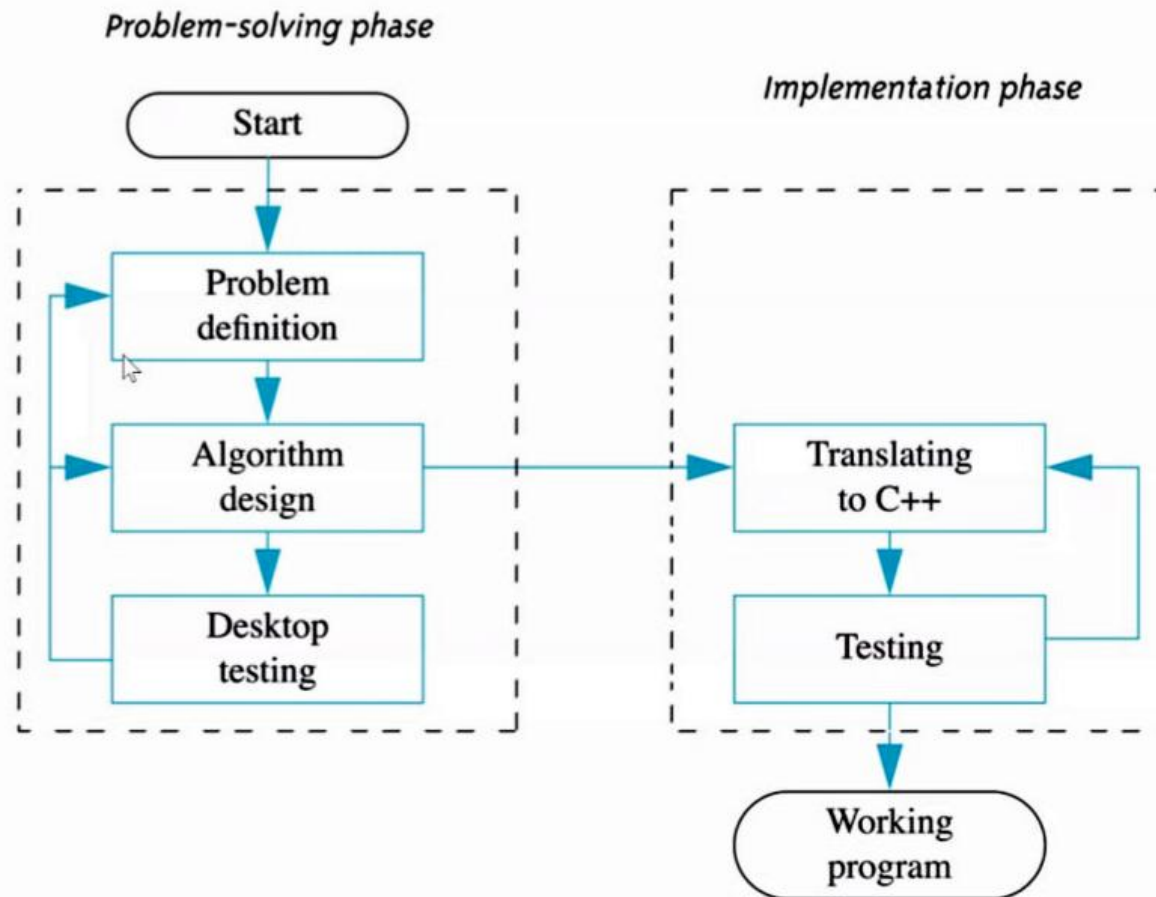 Problem-solving phase
Start
Problem
definition
Algorithm
design
Desktop
testing
Implementation phase
Translating
to C++
Testing
Working
program